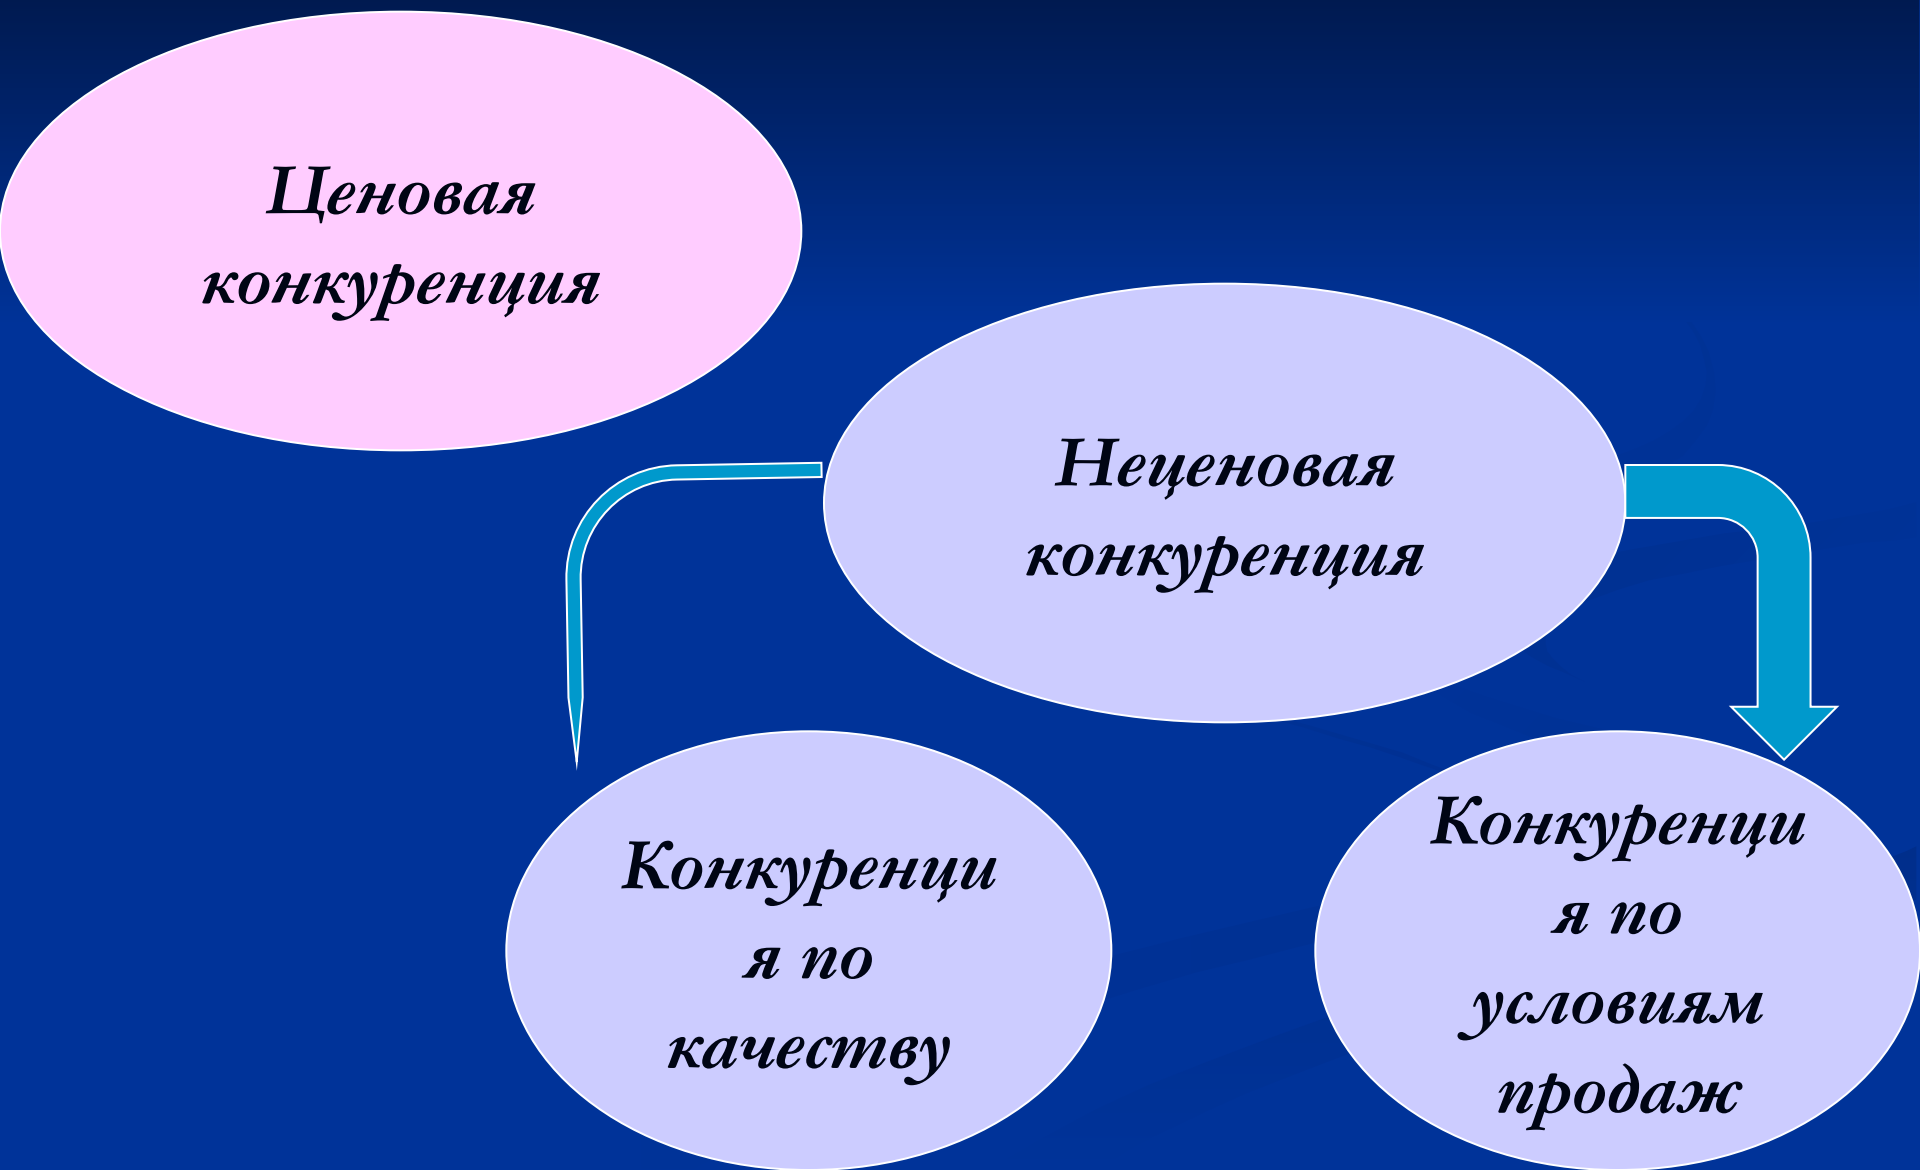 Ценовая
конкуренция
Неценовая
конкуренция
Конкуренци
я по
качеству
Конкуренци
я по
условиям
продаж